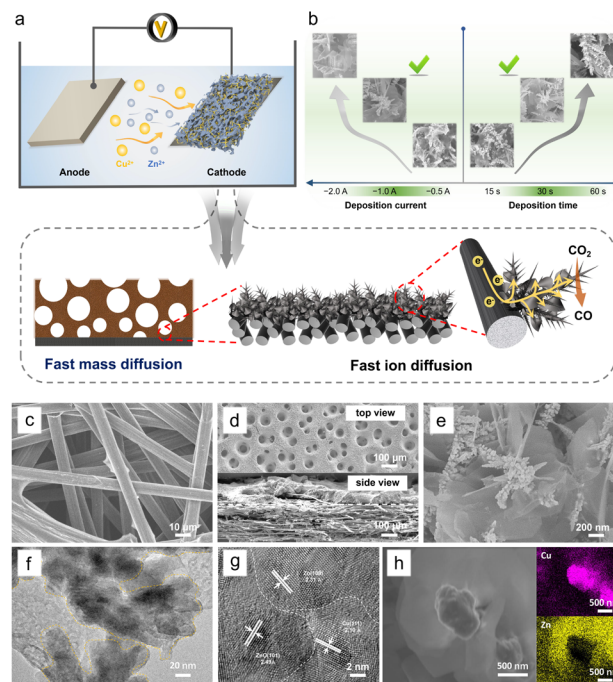 a
V
Anode
Cu²⁺
Zn²⁺
Cathode
b
−2.0 A
−1.0 A
−0.5 A
15 s
30 s
60 s
Deposition current
Deposition time
e⁻
e⁻
e⁻
CO₂
CO
Fast mass diffusion
Fast ion diffusion
c
10 μm
d
top view
100 μm
side view
100 μm
e
200 nm
f
20 nm
g
2 nm
h
500 nm
Cu
500 nm
Zn
500 nm